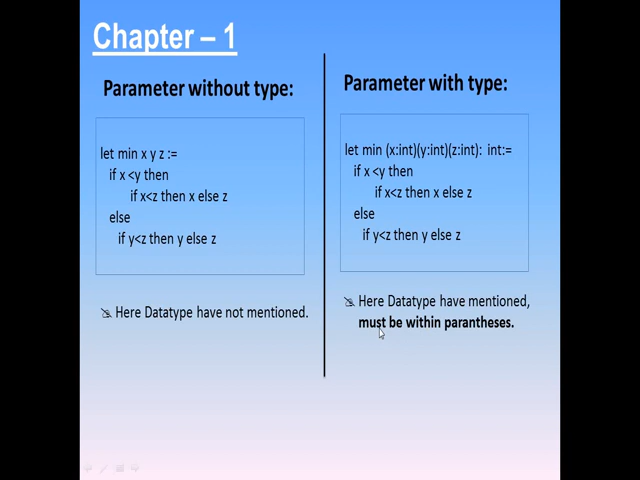 Chapter – 1
Parameter without type:
let min x y z :=
if x <y then
if x<z then x else z
else
if y<z then y else z
Here Datatype have not mentioned.
Parameter with type:
let min (x:int)(y:int)(z:int): int:=
if x <y then
if x<z then x else z
else
if y<z then y else z
Here Datatype have mentioned,
must be within parantheses.